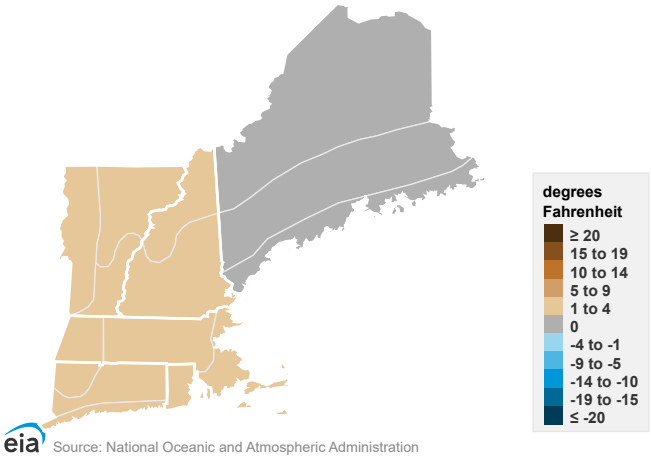 degrees
Fahrenheit
≥ 20
15 to 19
10 to 14
5 to 9
1 to 4
0
-4 to -1
-9 to -5
-14 to -10
-19 to -15
≤ -20
eia
Source: National Oceanic and Atmospheric Administration